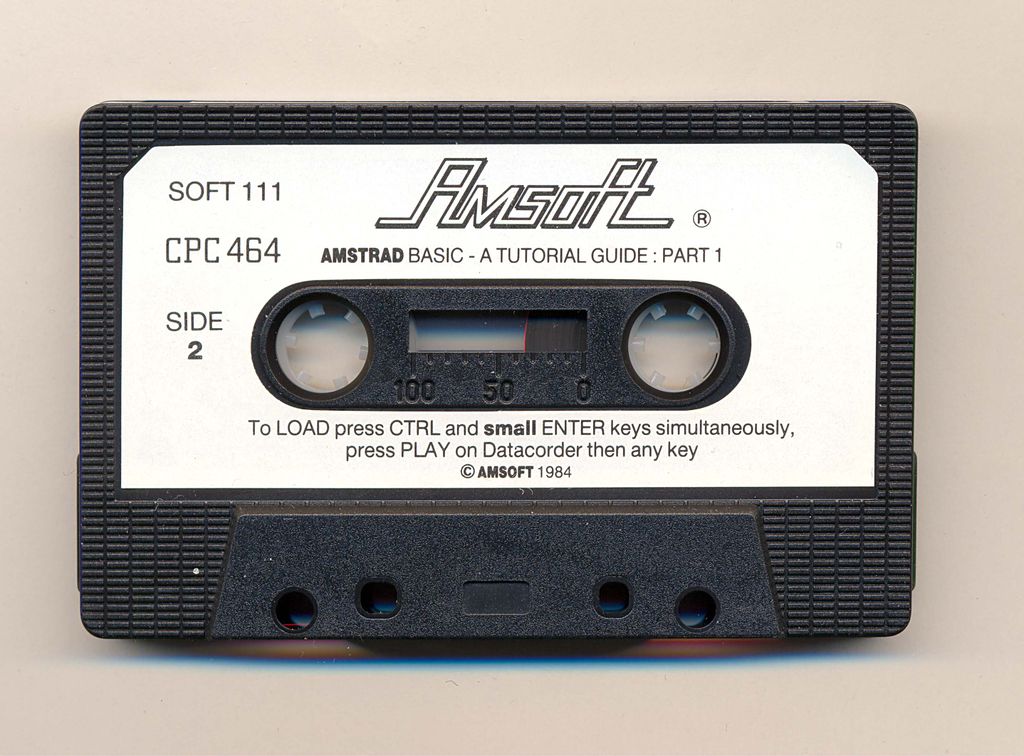 SOFT 111
Amsoft ®
CPC 464
AMSTRAD BASIC - A TUTORIAL GUIDE : PART 1
SIDE
2
100 50 0
To LOAD press CTRL and small ENTER keys simultaneously,
press PLAY on Datacorder then any key
© AMSOFT 1984